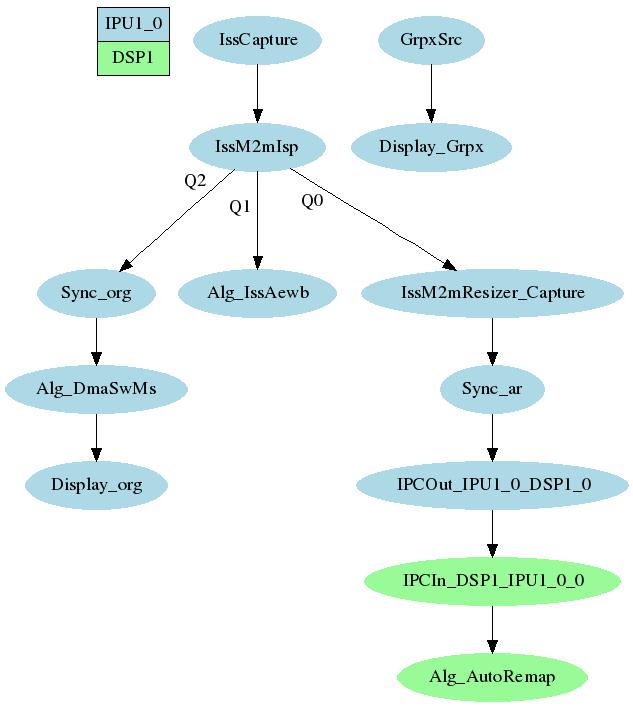 IPU1_0
DSP1
IssCapture
GrpxSrc
IssM2mIsp
Display_Grpx
Q2
Q1
Q0
Sync_org
Alg_IssAewb
IssM2mResizer_Capture
Alg_DmaSwMs
Sync_ar
Display_org
IPCOut_IPU1_0_DSP1_0
IPCIn_DSP1_IPU1_0_0
Alg_AutoRemap